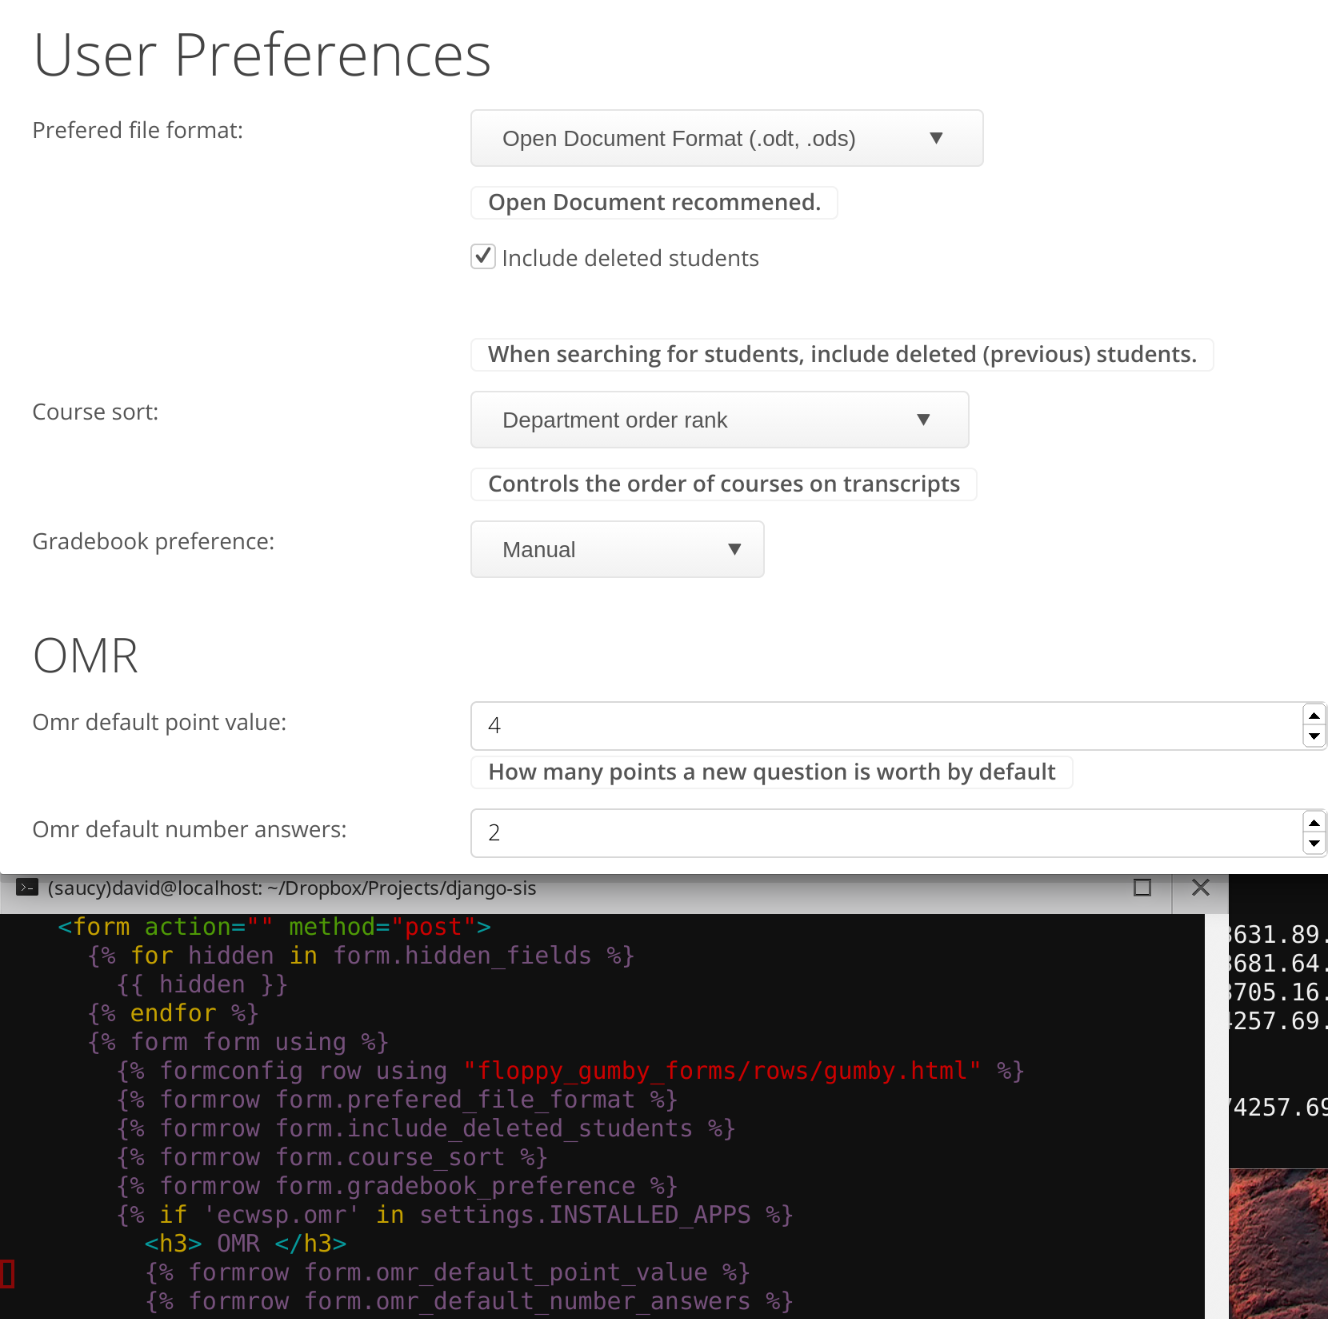 User Preferences
Prefered file format:
Open Document Format (.odt, .ods)
Open Document recommened.
Include deleted students
When searching for students, include deleted (previous) students.
Course sort:
Department order rank
Controls the order of courses on transcripts
Gradebook preference:
Manual
OMR
Omr default point value:
4
How many points a new question is worth by default
Omr default number answers:
2
(saucy)david@localhost: ~/Dropbox/Projects/django-sis
<form action="" method="post">
{% for hidden in form.hidden_fields %}
{{ hidden }}
{% endfor %}
{% form form using %}
{% formconfig row using "floppy_gumby_forms/rows/gumby.html" %}
{% formrow form.prefered_file_format %}
{% formrow form.include_deleted_students %}
{% formrow form.course_sort %}
{% formrow form.gradebook_preference %}
{% if 'ecwsp.omr' in settings.INSTALLED_APPS %}
<h3> OMR </h3>
{% formrow form.omr_default_point_value %}
{% formrow form.omr_default_number_answers %}
631.89.
681.64.
705.16.
257.69.
4257.69